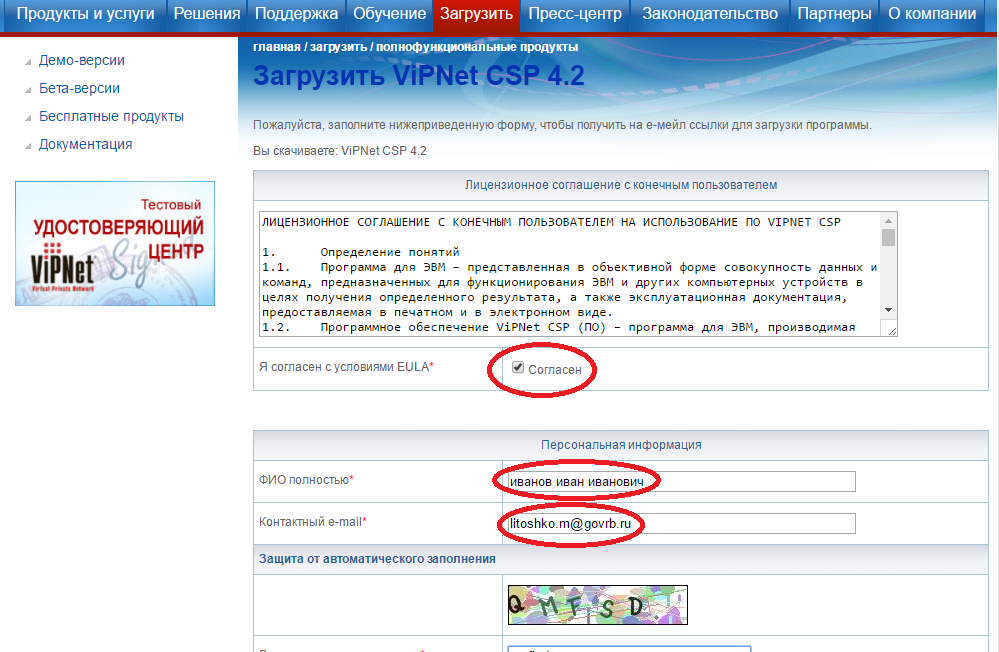 Продукты и услуги Решения Поддержка Обучение Загрузить Пресс-центр Законодательство Партнеры О компании
Демо-версии
Бета-версии
Бесплатные продукты
Документация
Тестовый
УДОСТОВЕРЯЮЩИЙ
ЦЕНТР
ViPNet
Virtual Private Network
Sig
главная / загрузить / полнофункциональные продукты
Загрузить ViPNet CSP 4.2
Пожалуйста, заполните нижеприведенную форму, чтобы получить на е-мейл ссылки для загрузки программы.
Вы скачиваете: ViPNet CSP 4.2
Лицензионное соглашение с конечным пользователем
ЛИЦЕНЗИОННОЕ СОГЛАШЕНИЕ С КОНЕЧНЫМ ПОЛЬЗОВАТЕЛЕМ НА ИСПОЛЬЗОВАНИЕ ПО VIPNET CSP
1. Определение понятий
1.1. Программа для ЭВМ – представленная в объективной форме совокупность данных и
команд, предназначенных для функционирования ЭВМ и других компьютерных устройств в
целях получения определенного результата, а также эксплуатационная документация,
предоставляемая в печатном и в электронном виде.
1.2. Программное обеспечение ViPNet CSP (ПО) – программа для ЭВМ, производимая
Я согласен с условиями EULA* Согласен
Персональная информация
ФИО полностью* иванов иван иванович
Контактный e-mail* litoshko.m@govrb.ru
Защита от автоматического заполнения
QMFSD